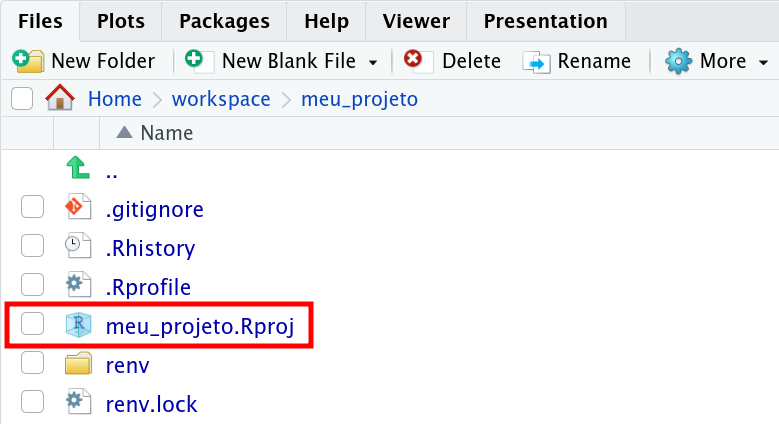 Files Plots Packages Help Viewer Presentation
New Folder New Blank File Delete Rename More
Home workspace meu_projeto
Name
..
.gitignore
.Rhistory
.Rprofile
meu_projeto.Rproj
renv
renv.lock